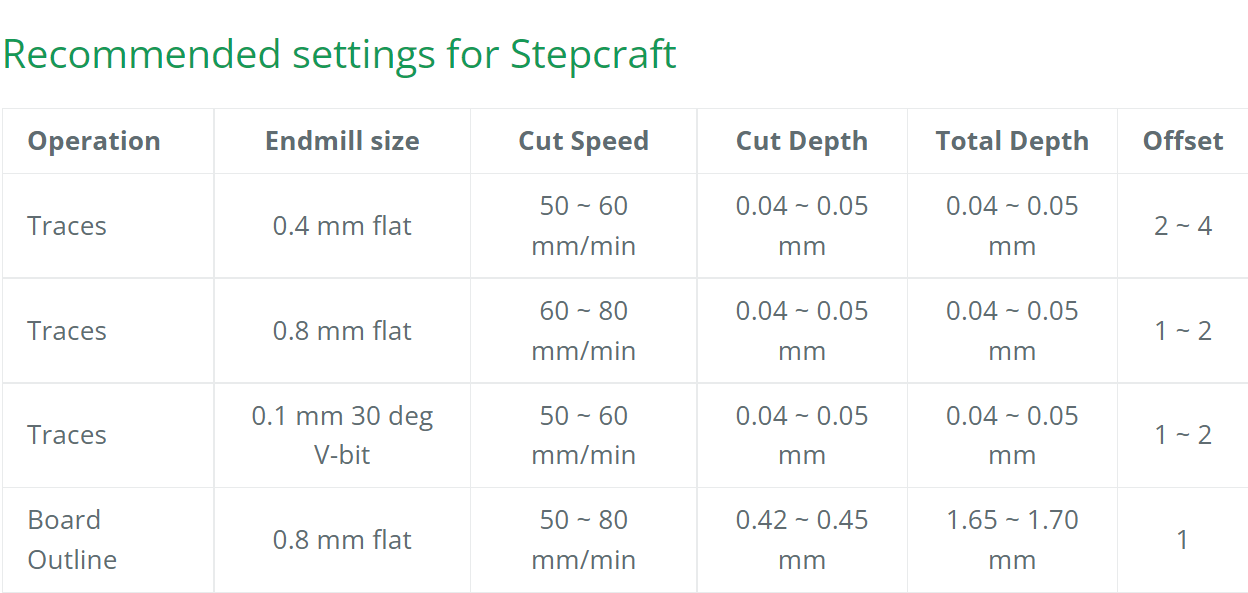 Recommended settings for Stepcraft
Operation Endmill size Cut Speed Cut Depth Total Depth Offset
Traces 0.4 mm flat 50 ~ 60 mm/min 0.04 ~ 0.05 mm 0.04 ~ 0.05 mm 2 ~ 4
Traces 0.8 mm flat 60 ~ 80 mm/min 0.04 ~ 0.05 mm 0.04 ~ 0.05 mm 1 ~ 2
Traces 0.1 mm 30 deg V-bit 50 ~ 60 mm/min 0.04 ~ 0.05 mm 0.04 ~ 0.05 mm 1 ~ 2
Board Outline 0.8 mm flat 50 ~ 80 mm/min 0.42 ~ 0.45 mm 1.65 ~ 1.70 mm 1